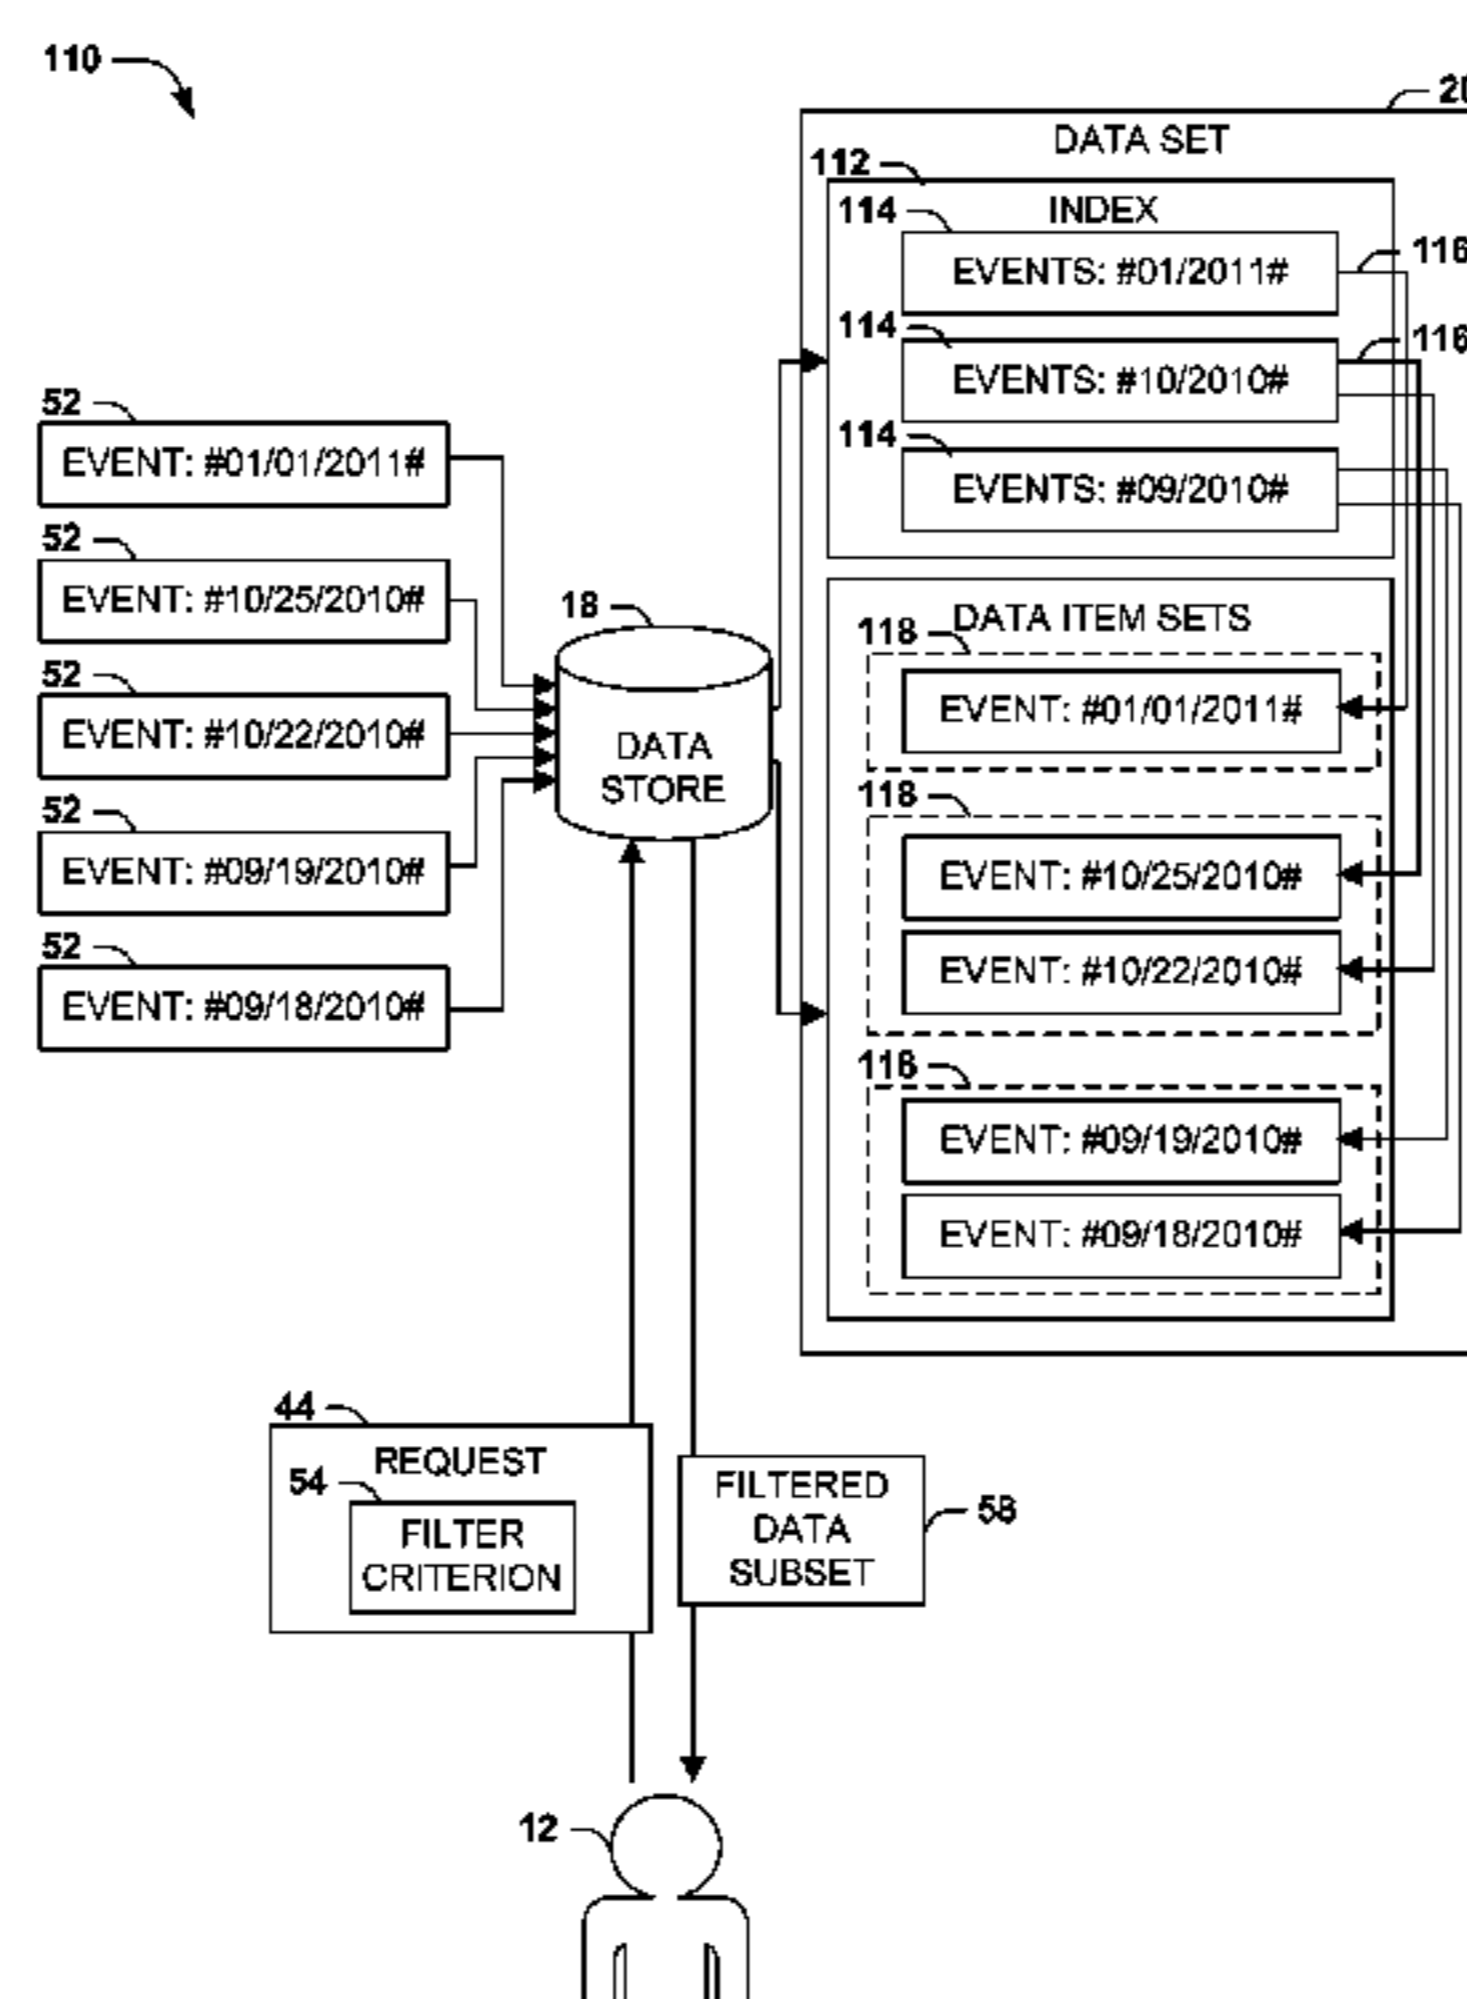 110
20
DATA SET
112
INDEX
114
EVENTS: #01/2011#
116
114
EVENTS: #10/2010#
116
114
EVENTS: #09/2010#
52
EVENT: #01/01/2011#
52
EVENT: #10/25/2010#
52
EVENT: #10/22/2010#
52
EVENT: #09/19/2010#
52
EVENT: #09/18/2010#
18
DATA
STORE
DATA ITEM SETS
118
EVENT: #01/01/2011#
118
EVENT: #10/25/2010#
EVENT: #10/22/2010#
118
EVENT: #09/19/2010#
EVENT: #09/18/2010#
44
REQUEST
54
FILTER
CRITERION
FILTERED
DATA
SUBSET
58
12